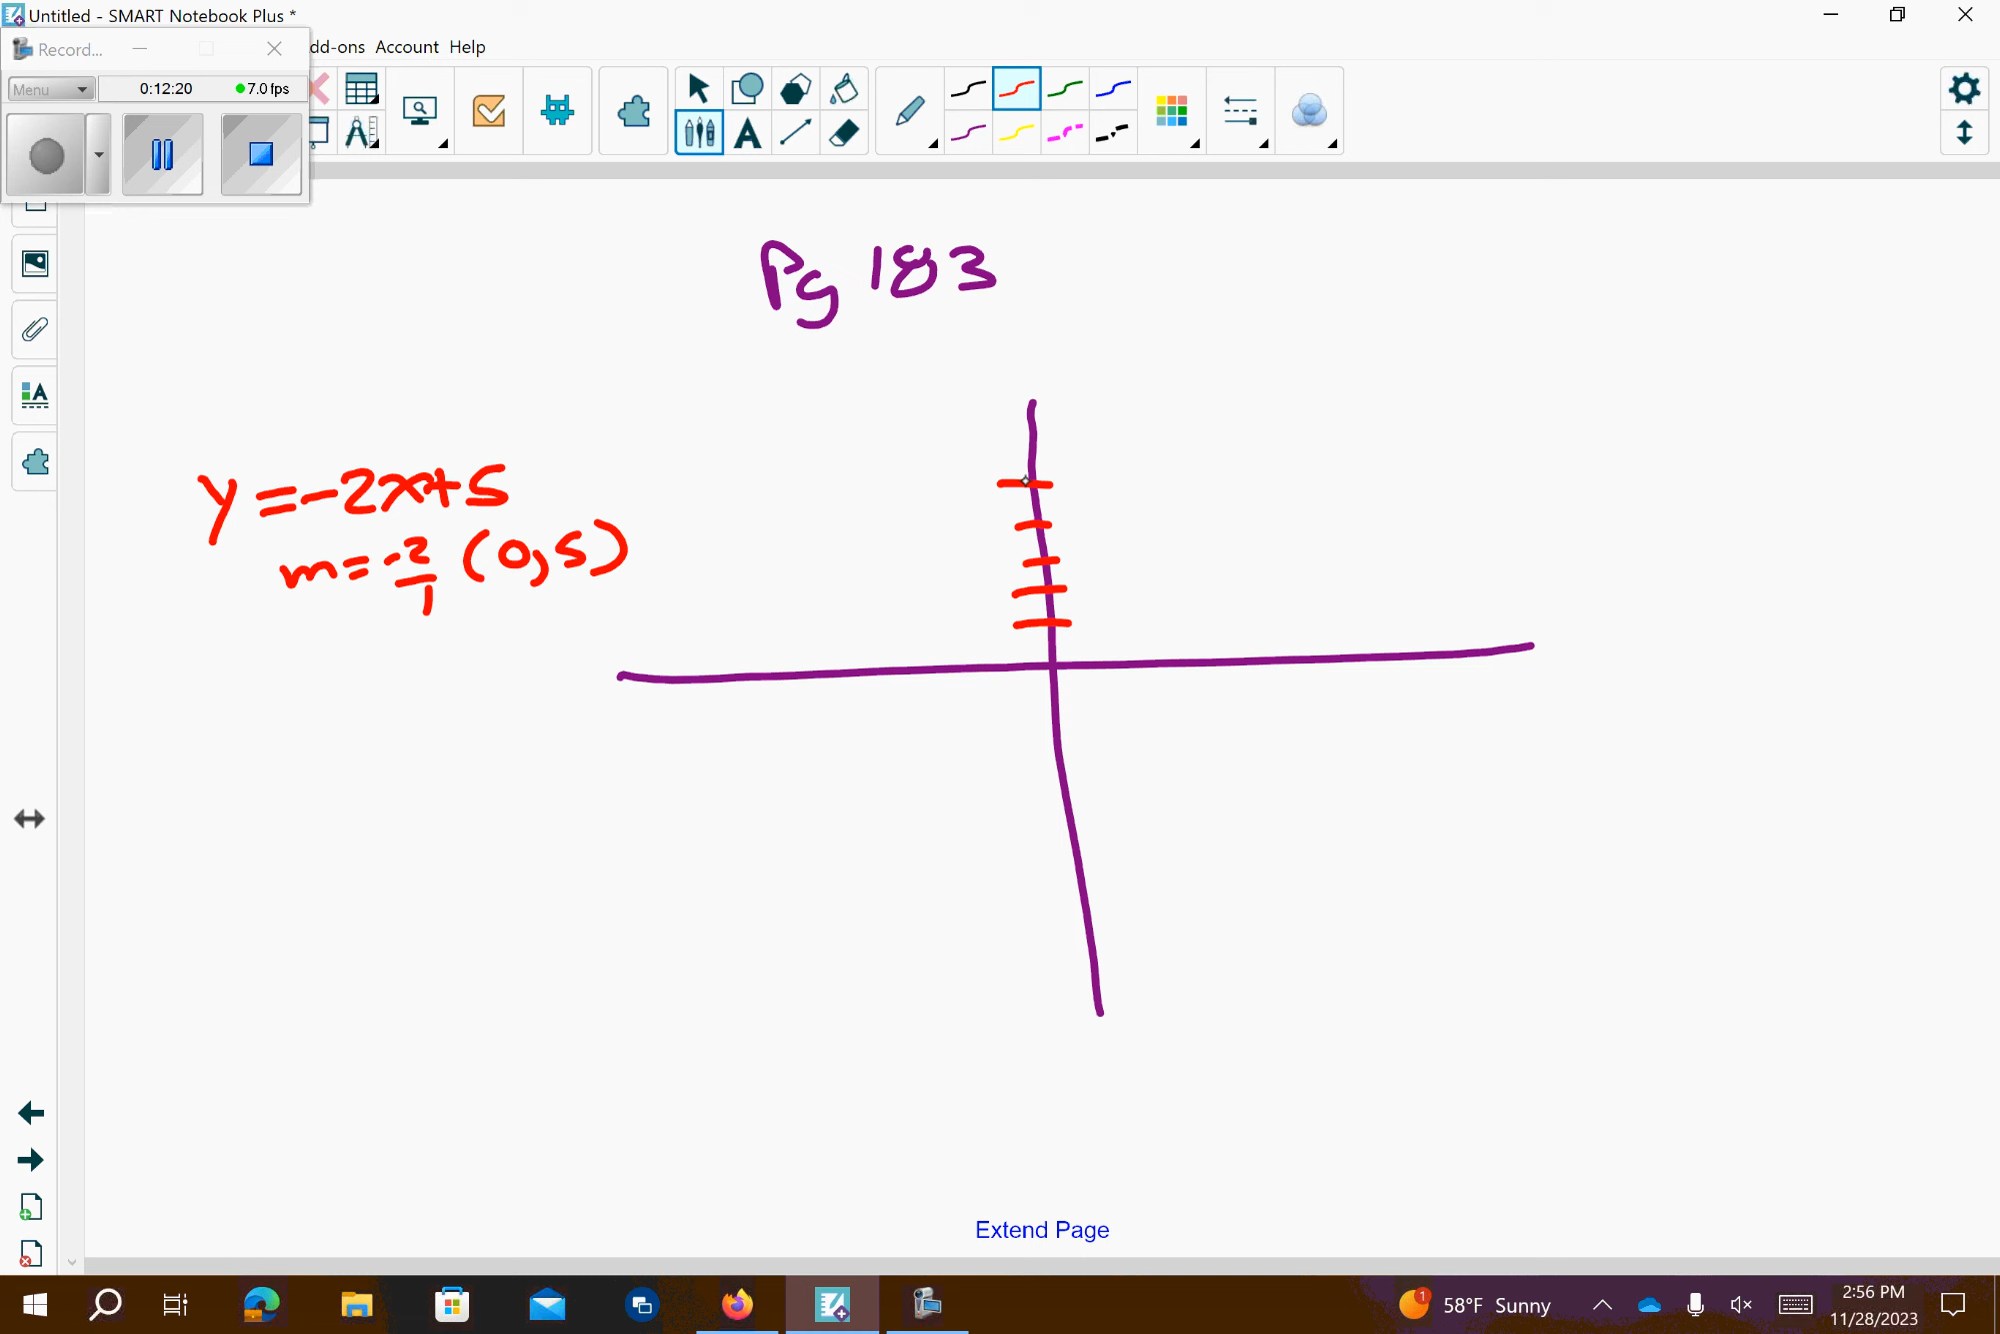 Untitled - SMART Notebook Plus *
Record...
dd-ons Account Help
Menu 0:12:20 7.0 fps
Pg 183
y = -2x+5
m = -2/1 (0,5)
Extend Page
1 58°F Sunny
2:56 PM
11/28/2023